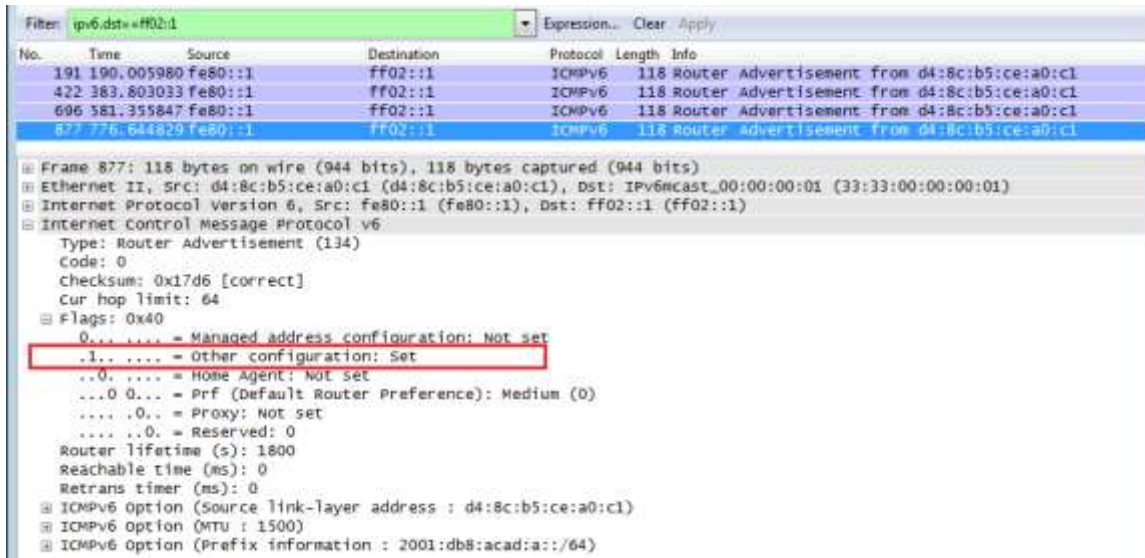 Filter: ipv6.dst==ff02::1 Expression... Clear Apply
No. Time Source Destination Protocol Length Info
191 190.005980 fe80::1 ff02::1 ICMPv6 118 Router Advertisement from d4:8c:b5:ce:a0:c1
422 383.803033 fe80::1 ff02::1 ICMPv6 118 Router Advertisement from d4:8c:b5:ce:a0:c1
696 581.355847 fe80::1 ff02::1 ICMPv6 118 Router Advertisement from d4:8c:b5:ce:a0:c1
877 776.644829 fe80::1 ff02::1 ICMPv6 118 Router Advertisement from d4:8c:b5:ce:a0:c1
Frame 877: 118 bytes on wire (944 bits), 118 bytes captured (944 bits)
Ethernet II, Src: d4:8c:b5:ce:a0:c1 (d4:8c:b5:ce:a0:c1), Dst: IPv6mcast_00:00:00:01 (33:33:00:00:00:01)
Internet Protocol Version 6, Src: fe80::1 (fe80::1), Dst: ff02::1 (ff02::1)
Internet Control Message Protocol v6
Type: Router Advertisement (134)
Code: 0
Checksum: 0x17d6 [correct]
Cur hop limit: 64
Flags: 0x40
0... .... = Managed address configuration: Not set
.1.. .... = Other configuration: Set
..0. .... = Home Agent: Not set
...0 0... = Prf (Default Router Preference): Medium (0)
.... .0.. = Proxy: Not set
.... ..0. = Reserved: 0
Router lifetime (s): 1800
Reachable time (ms): 0
Retrans timer (ms): 0
ICMPv6 Option (Source link-layer address : d4:8c:b5:ce:a0:c1)
ICMPv6 Option (MTU : 1500)
ICMPv6 Option (Prefix information : 2001:db8:acad:a::/64)